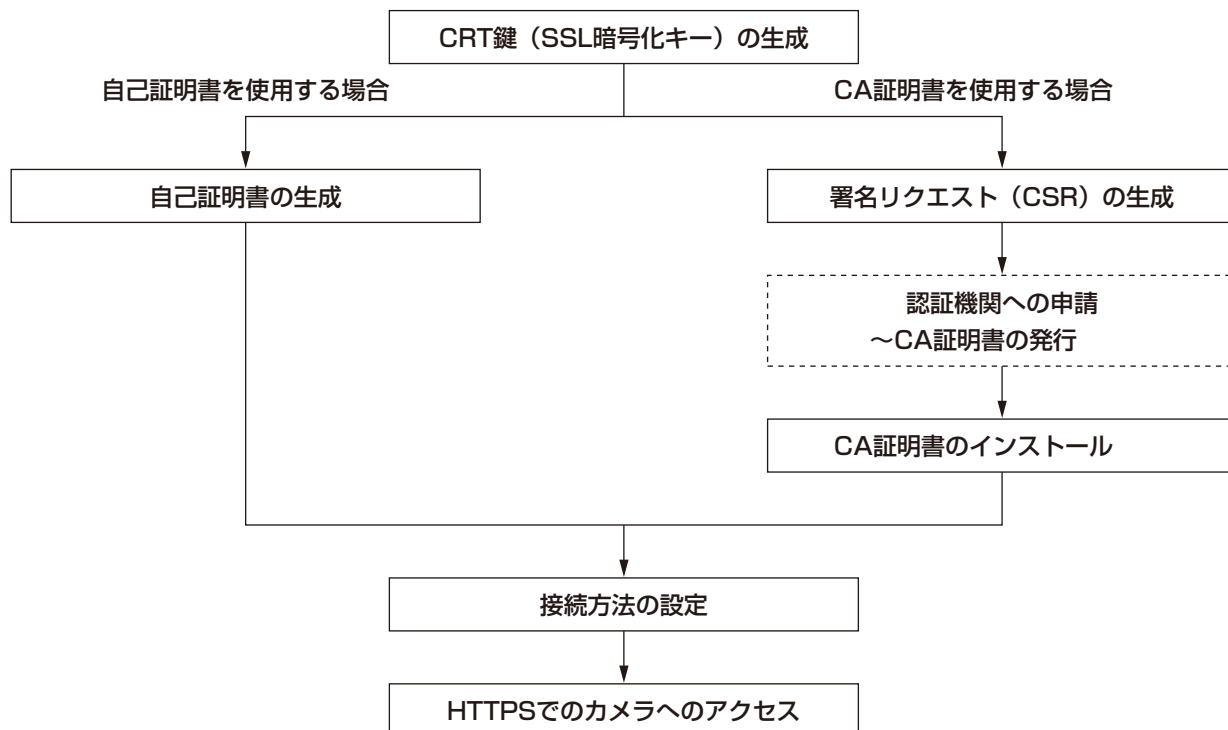 CRT鍵（SSL暗号化キー）の生成
自己証明書を使用する場合
CA証明書を使用する場合
自己証明書の生成
署名リクエスト（CSR）の生成
認証機関への申請
～CA証明書の発行
CA証明書のインストール
接続方法の設定
HTTPSでのカメラへのアクセス